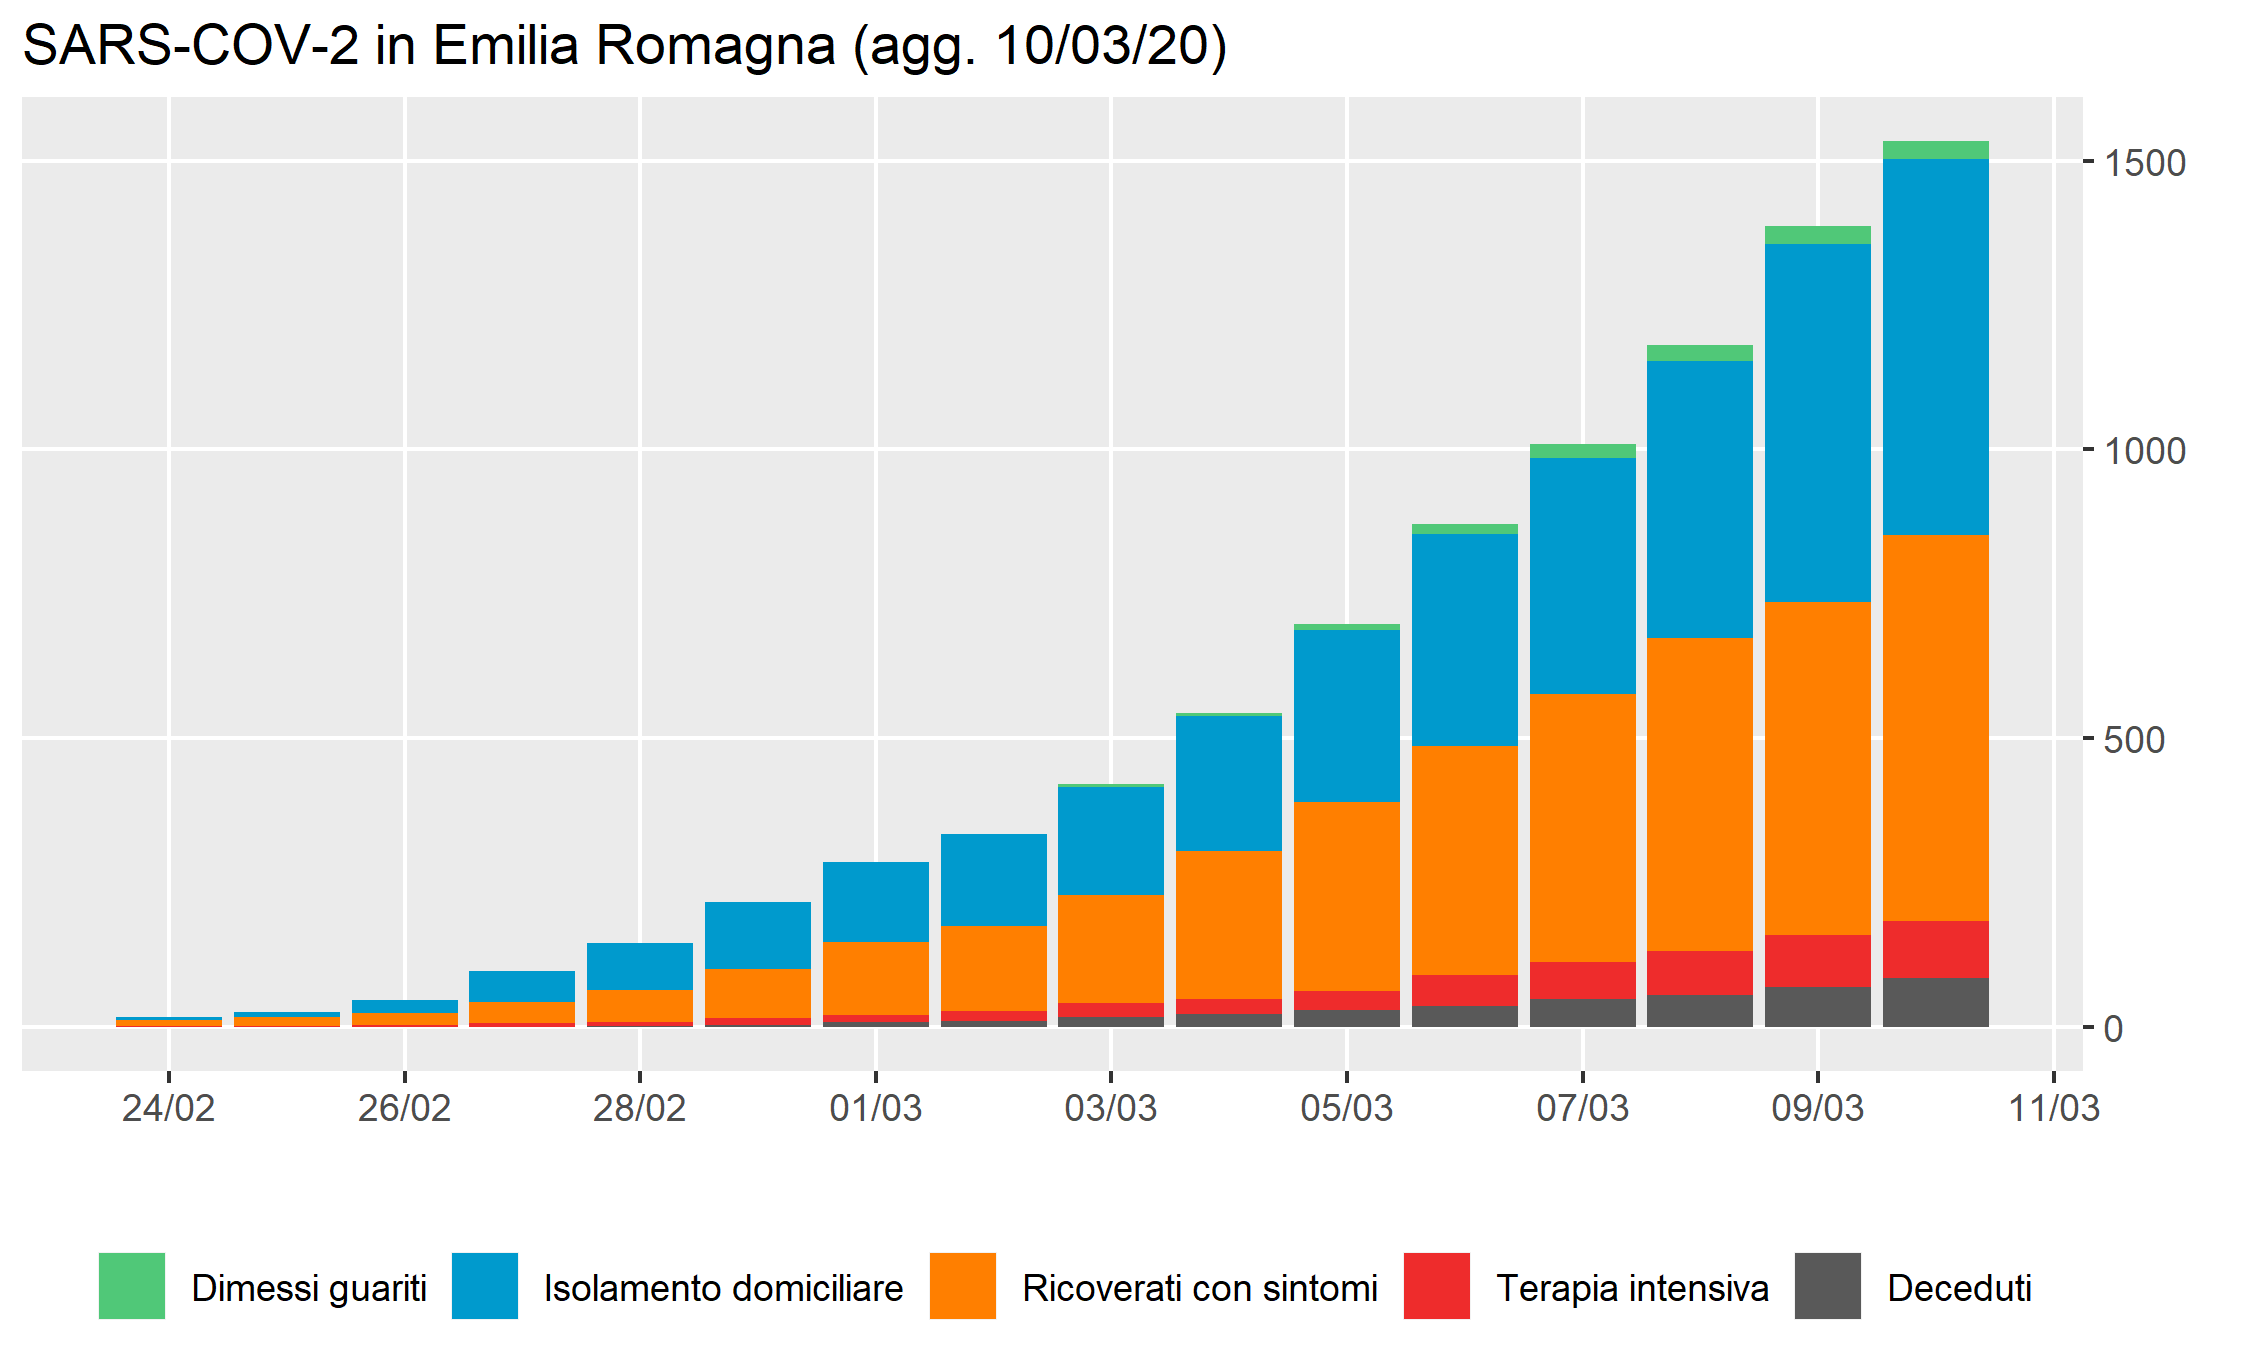 SARS-COV-2 in Emilia Romagna (agg. 10/03/20)
1500
1000
500
0
24/02 26/02 28/02 01/03 03/03 05/03 07/03 09/03 11/03
Dimessi guariti Isolamento domiciliare Ricoverati con sintomi Terapia intensiva Deceduti